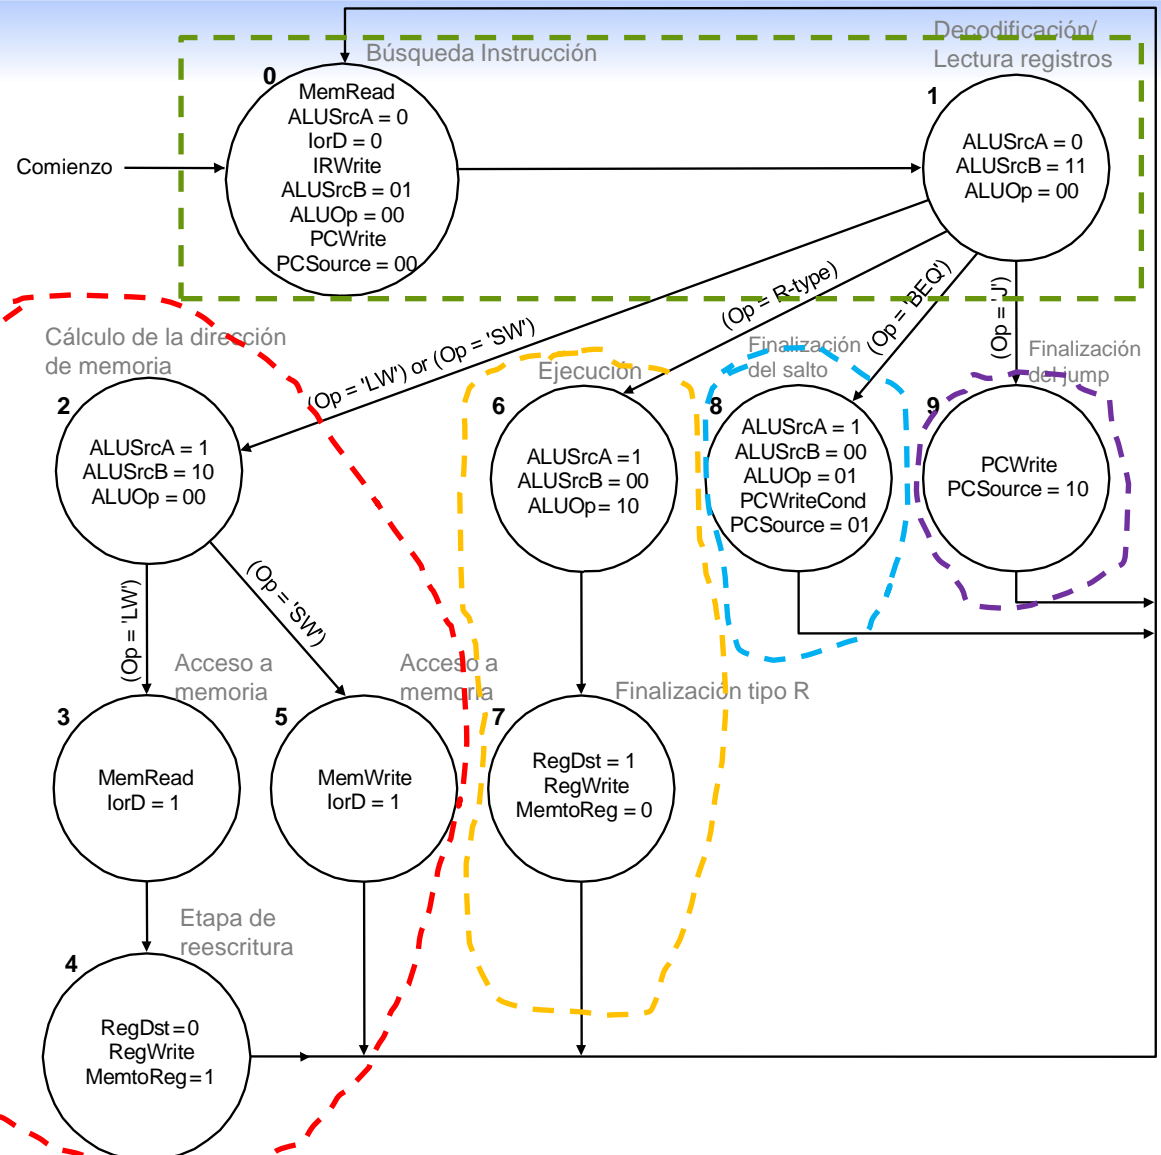 Búsqueda Instrucción
Decodificación/
Lectura registros
0
MemRead
ALUSrcA = 0
IorD = 0
IRWrite
ALUSrcB = 01
ALUOp = 00
PCWrite
PCSource = 00
1
ALUSrcA = 0
ALUSrcB = 11
ALUOp = 00
Comienzo
(Op = 'LW') or (Op = 'SW')
(Op = R-type)
(Op = 'BEQ')
(Op = 'J')
Cálculo de la dirección
de memoria
2
ALUSrcA = 1
ALUSrcB = 10
ALUOp = 00
Ejecución
6
ALUSrcA =1
ALUSrcB = 00
ALUOp= 10
Finalización
del salto
8
ALUSrcA = 1
ALUSrcB = 00
ALUOp = 01
PCWriteCond
PCSource = 01
Finalización
del jump
9
PCWrite
PCSource = 10
(Op = 'LW')
(Op = 'SW')
Acceso a
memoria
3
MemRead
IorD = 1
Acceso a
memoria
5
MemWrite
IorD = 1
Finalización tipo R
7
RegDst = 1
RegWrite
MemtoReg = 0
Etapa de
reescritura
4
RegDst=0
RegWrite
MemtoReg=1